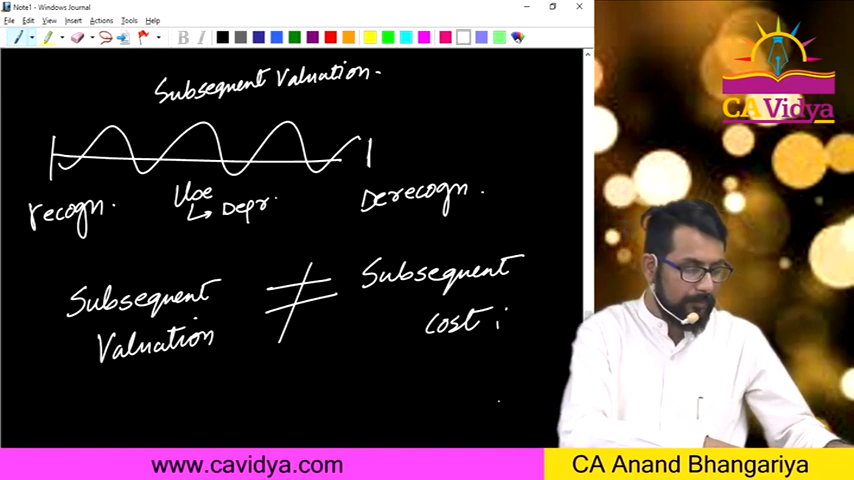 Note1 - Windows Journal
File Edit View Insert Actions Tools Help
B I
Subsequent Valuation.
recogn.
Use
↳ Depr.
Derecogn.
Subsequent
Valuation
≠
Subsequent
cost
CA Vidya
www.cavidya.com
CA Anand Bhangariya